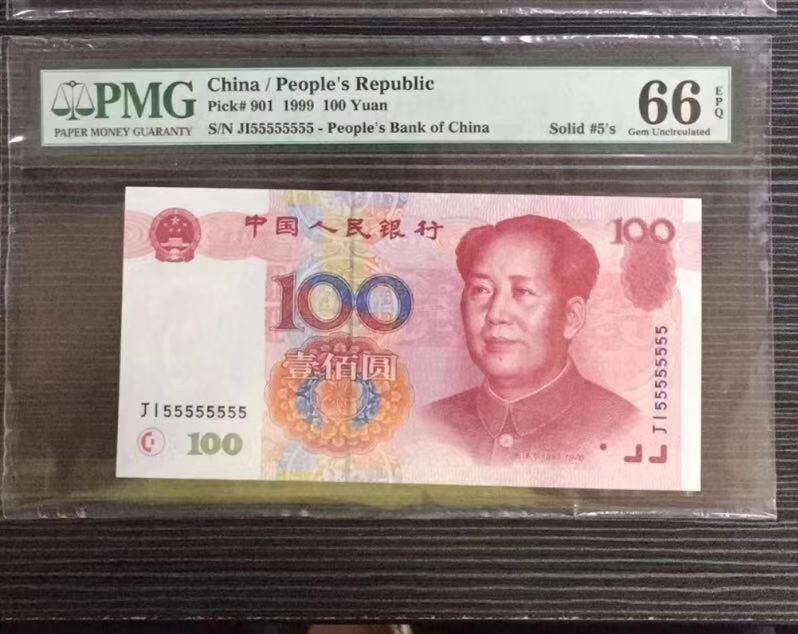 PMG
PAPER MONEY GUARANTY
China / People's Republic
Pick# 901 1999 100 Yuan
S/N JI55555555 - People's Bank of China
Solid #5's
66
EPQ
Gem Uncirculated
中国人民银行
100
100
壹佰圆
JI55555555
100
JI55555555